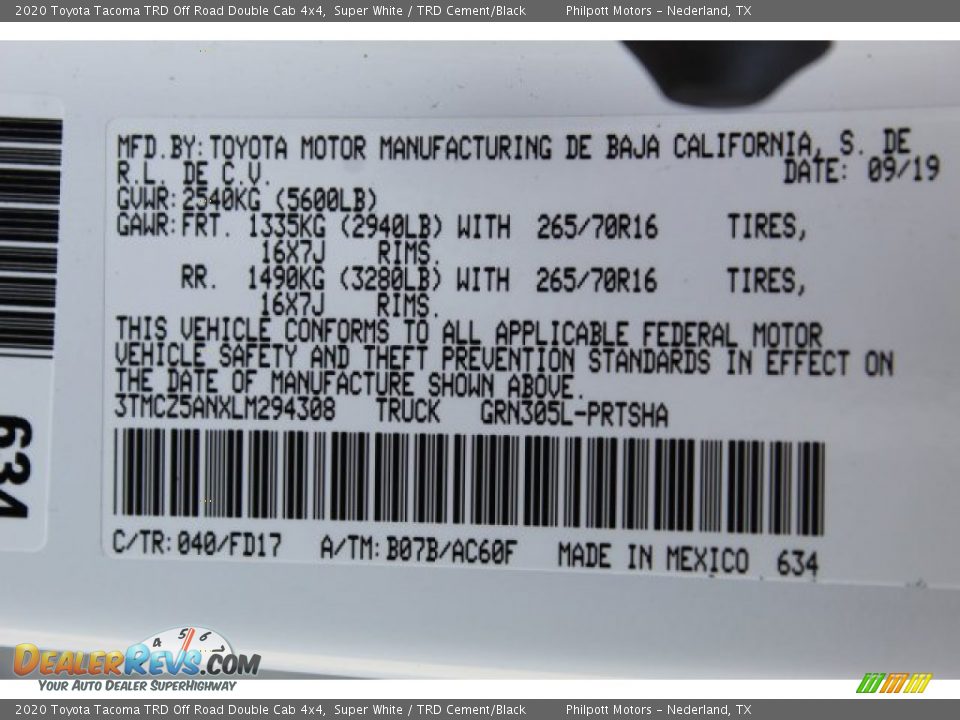 2020 Toyota Tacoma TRD Off Road Double Cab 4x4, Super White / TRD Cement/Black Philpott Motors - Nederland, TX
MFD.BY:TOYOTA MOTOR MANUFACTURING DE BAJA CALIFORNIA, S. DE
R.L. DE C.V. DATE: 09/19
GVWR:2540KG (5600LB)
GAWR:FRT. 1335KG (2940LB) WITH 265/70R16 TIRES,
16X7J RIMS.
RR. 1490KG (3280LB) WITH 265/70R16 TIRES,
16X7J RIMS.
THIS VEHICLE CONFORMS TO ALL APPLICABLE FEDERAL MOTOR
VEHICLE SAFETY AND THEFT PREVENTION STANDARDS IN EFFECT ON
THE DATE OF MANUFACTURE SHOWN ABOVE.
3TMCZ5ANXLM294308 TRUCK GRN305L-PRTSHA
C/TR:040/FD17 A/TM:B07B/AC60F MADE IN MEXICO 634
634
4 5 6
DealerRevs.com
Your Auto Dealer SuperHighway
2020 Toyota Tacoma TRD Off Road Double Cab 4x4, Super White / TRD Cement/Black Philpott Motors - Nederland, TX